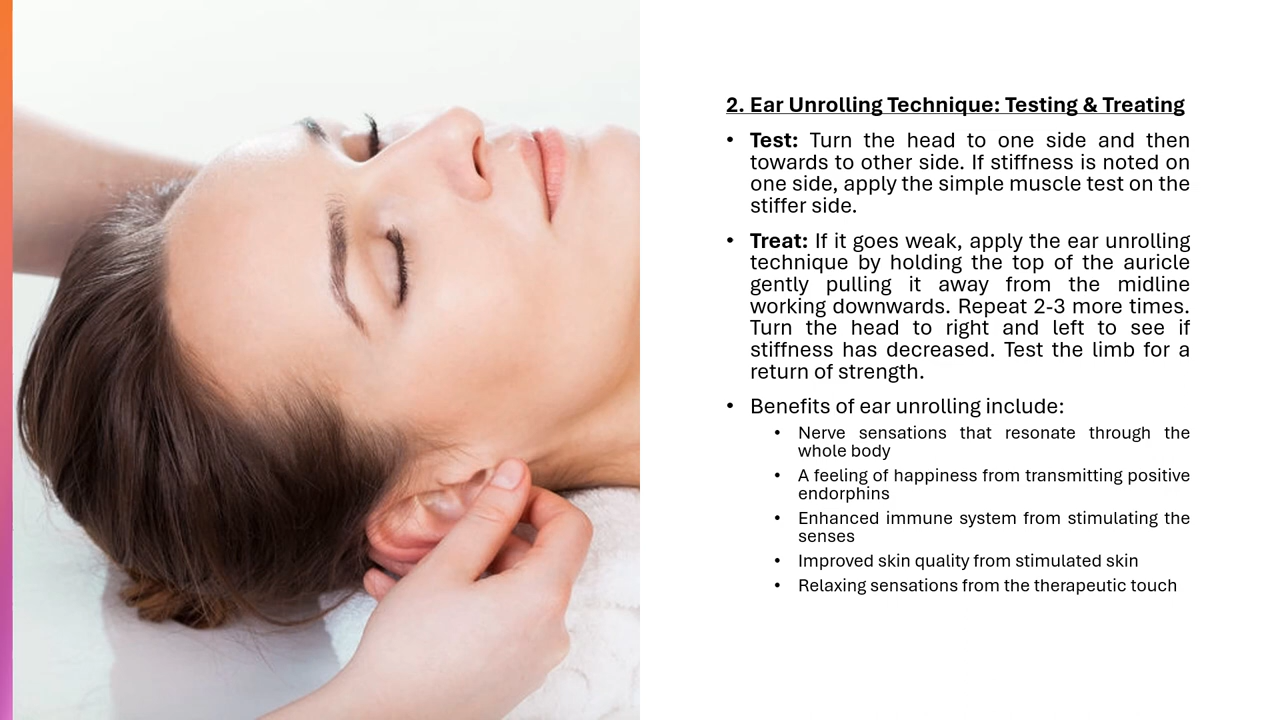 2. Ear Unrolling Technique: Testing & Treating
• Test: Turn the head to one side and then
towards to other side. If stiffness is noted on
one side, apply the simple muscle test on the
stiffer side.
• Treat: If it goes weak, apply the ear unrolling
technique by holding the top of the auricle
gently pulling it away from the midline
working downwards. Repeat 2-3 more times.
Turn the head to right and left to see if
stiffness has decreased. Test the limb for a
return of strength.
• Benefits of ear unrolling include:
• Nerve sensations that resonate through the
whole body
• A feeling of happiness from transmitting positive
endorphins
• Enhanced immune system from stimulating the
senses
• Improved skin quality from stimulated skin
• Relaxing sensations from the therapeutic touch